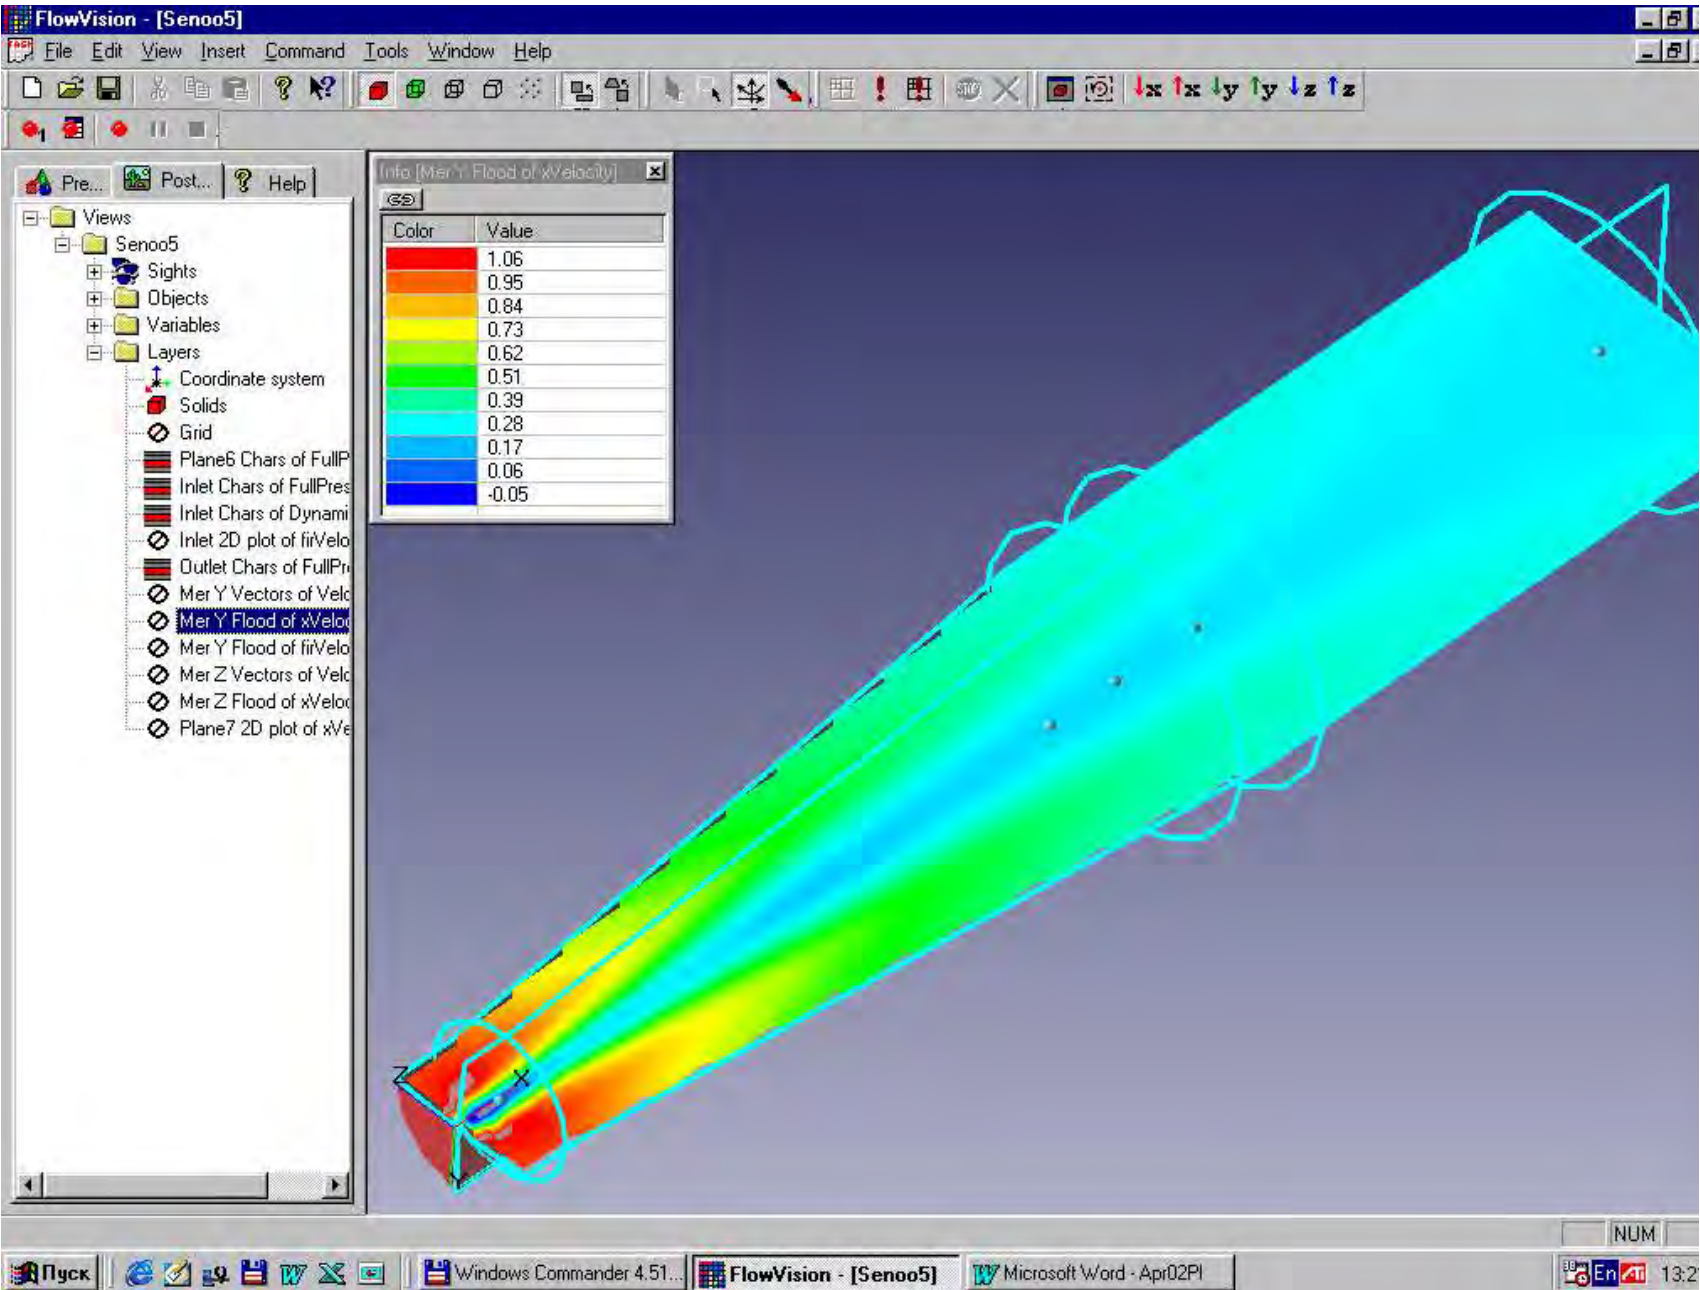 FlowVision - [Senoo5]
File Edit View Insert Command Tools Window Help
x x y y z z
Pre... Post... Help
Views
Senoo5
Sights
Objects
Variables
Layers
Coordinate system
Solids
Grid
Plane6 Chars of FullP
Inlet Chars of FullPres
Inlet Chars of Dynami
Inlet 2D plot of firVelo
Outlet Chars of FullPr
Mer Y Vectors of Velo
Mer Y Flood of xVeloc
Mer Y Flood of firVelo
Mer Z Vectors of Velo
Mer Z Flood of xVeloc
Plane7 2D plot of xVe
Info [Mer Y Flood of xVelocity]
Color Value
1.06
0.95
0.84
0.73
0.62
0.51
0.39
0.28
0.17
0.06
-0.05
Z X
Y
NUM
Пуск Windows Commander 4.51... FlowVision - [Senoo5] Microsoft Word - Apr02Pl En 13:2